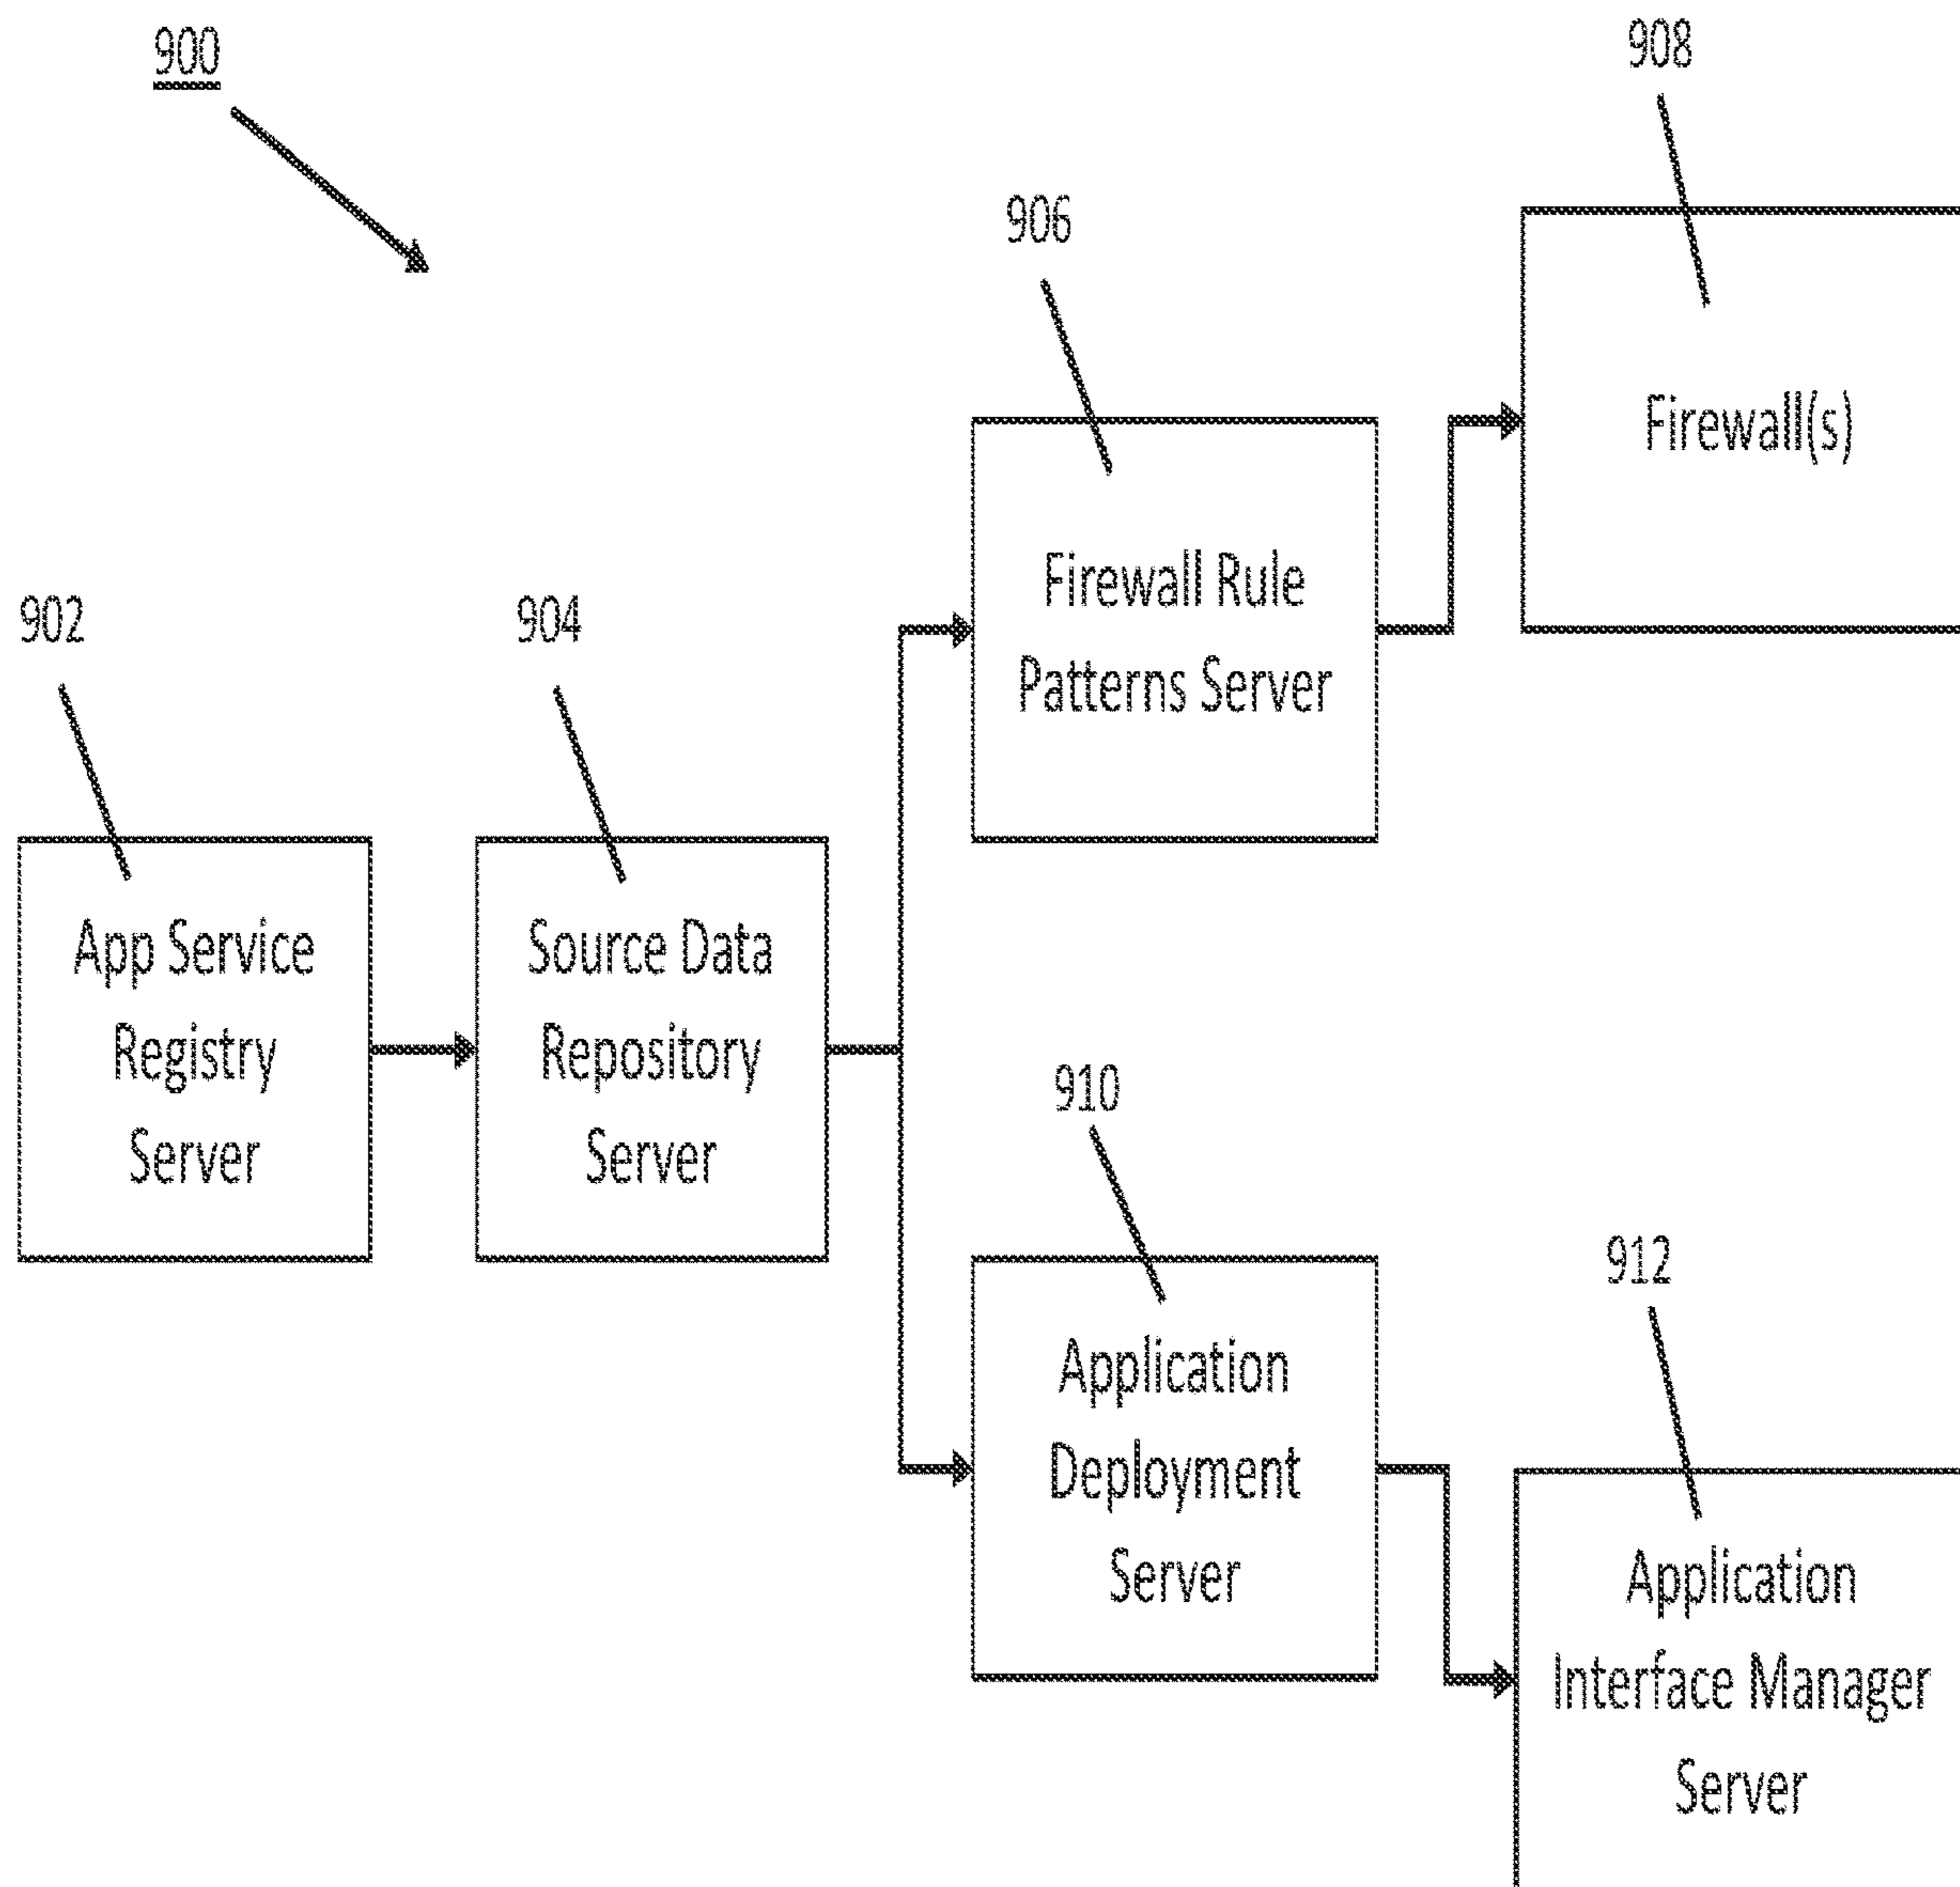 900
908
906
Firewall(s)
Firewall Rule
Patterns Server
902
904
App Service
Registry
Server
Source Data
Repository
Server
910
Application
Deployment
Server
912
Application
Interface Manager
Server